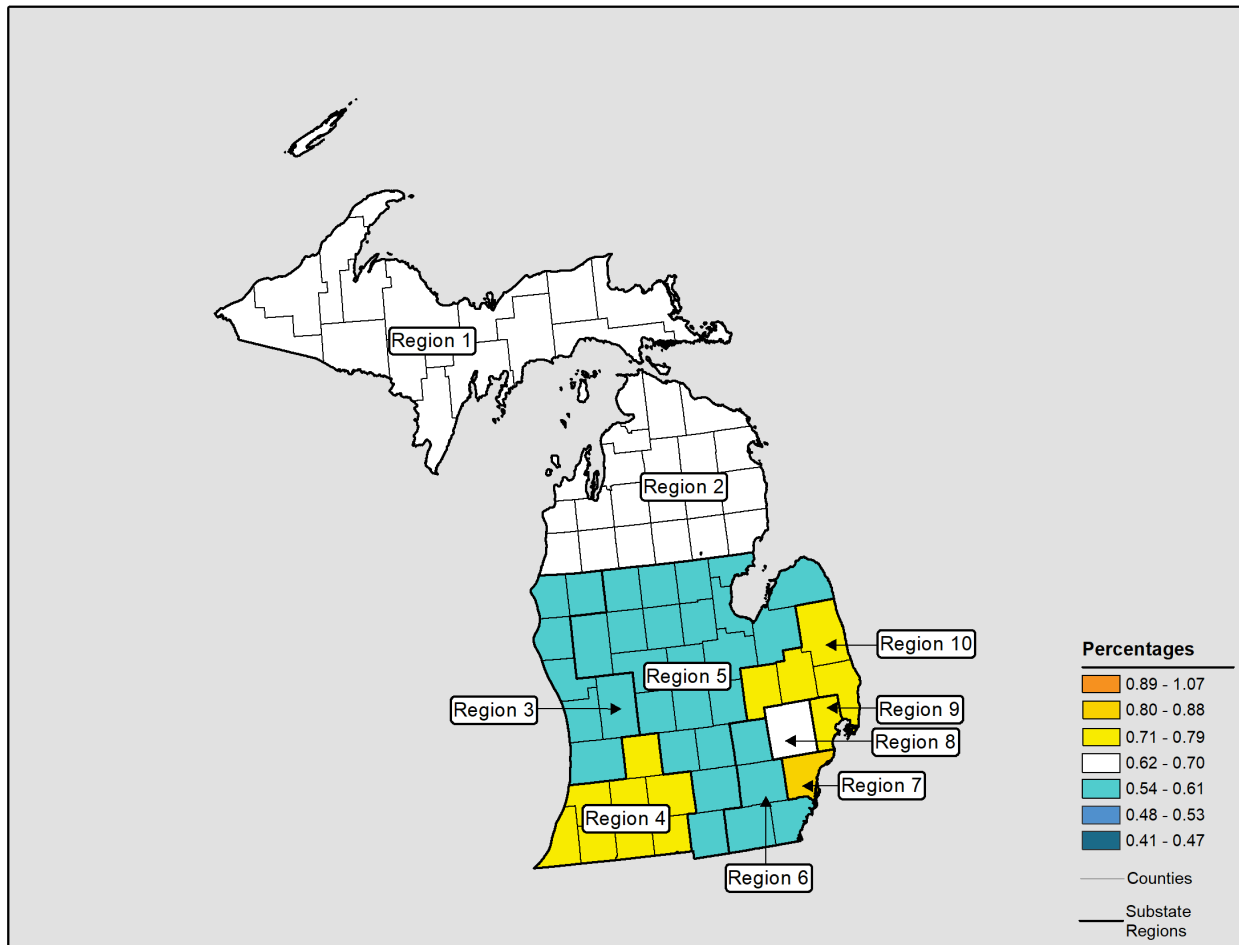 Region 1
Region 2
Region 10
Region 5
Region 3
Region 9
Region 8
Region 7
Region 4
Region 6
Percentages
0.89 - 1.07
0.80 - 0.88
0.71 - 0.79
0.62 - 0.70
0.54 - 0.61
0.48 - 0.53
0.41 - 0.47
Counties
Substate
Regions